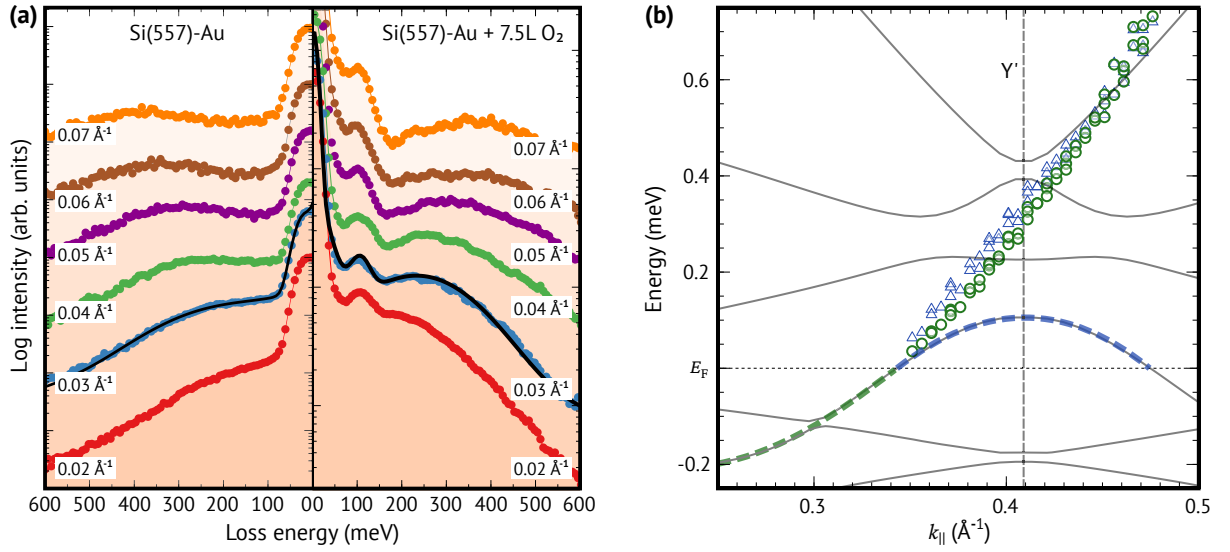 (a)
Si(557)-Au
Si(557)-Au + 7.5L O₂
Log intensity (arb. units)
0.07 Å⁻¹
0.06 Å⁻¹
0.05 Å⁻¹
0.04 Å⁻¹
0.03 Å⁻¹
0.02 Å⁻¹
0.07 Å⁻¹
0.06 Å⁻¹
0.05 Å⁻¹
0.04 Å⁻¹
0.03 Å⁻¹
0.02 Å⁻¹
600 500 400 300 200 100 0 0 100 200 300 400 500 600
Loss energy (meV)
(b)
Y'
Energy (meV)
0.6
0.4
0.2
E_F
-0.2
0.3 0.4 0.5
k_|| (Å⁻¹)